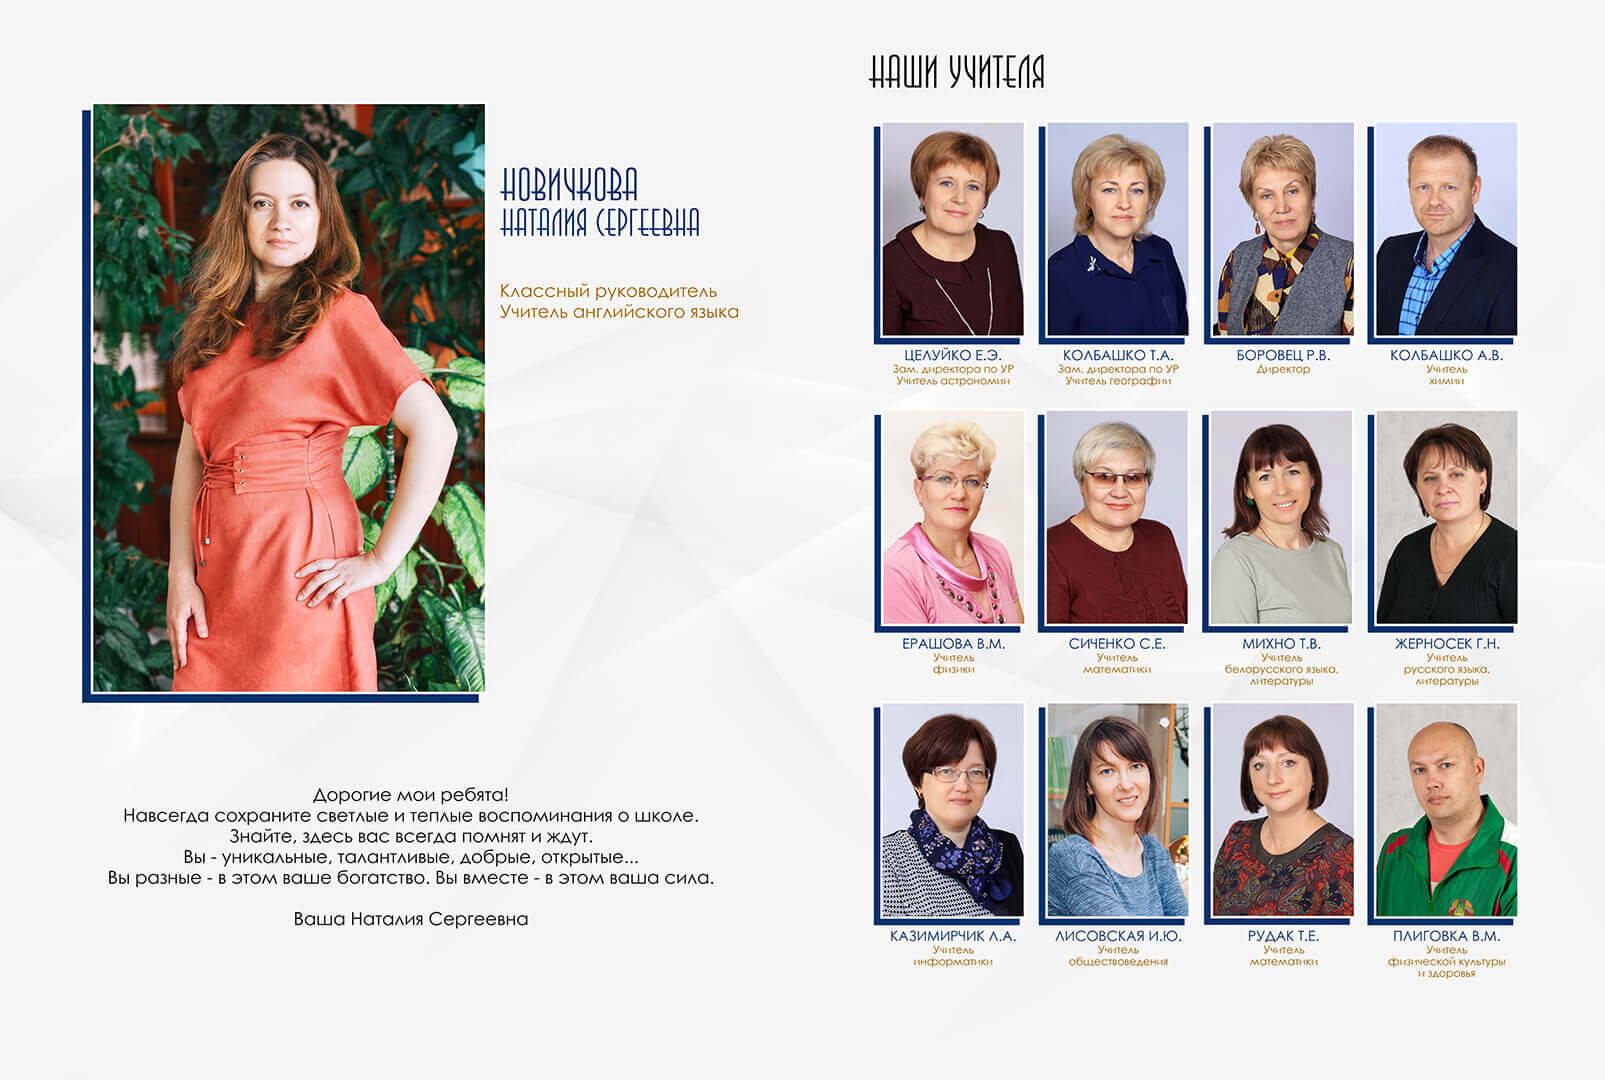 НОВИЧКОВА
НАТАЛИЯ СЕРГЕЕВНА
Классный руководитель
Учитель английского языка
Дорогие мои ребята!
Навсегда сохраните светлые и теплые воспоминания о школе.
Знайте, здесь вас всегда помнят и ждут.
Вы - уникальные, талантливые, добрые, открытые...
Вы разные - в этом ваше богатство. Вы вместе - в этом ваша сила.
Ваша Наталия Сергеевна
НАШИ УЧИТЕЛЯ
ЦЕЛУЙКО Е.Э.
Зам. директора по УР
Учитель астрономии
КОЛБАШКО Т.А.
Зам. директора по УР
Учитель географии
БОРОВЕЦ Р.В.
Директор
КОЛБАШКО А.В.
Учитель
химии
ЕРАШОВА В.М.
Учитель
физики
СИЧЕНКО С.Е.
Учитель
математики
МИХНО Т.В.
Учитель
белорусского языка,
литературы
ЖЕРНОСЕК Г.Н.
Учитель
русского языка,
литературы
КАЗИМИРЧИК Л.А.
Учитель
информатики
ЛИСОВСКАЯ И.Ю.
Учитель
обществоведения
РУДАК Т.Е.
Учитель
математики
ПЛИГОВКА В.М.
Учитель
физической культуры
и здоровья